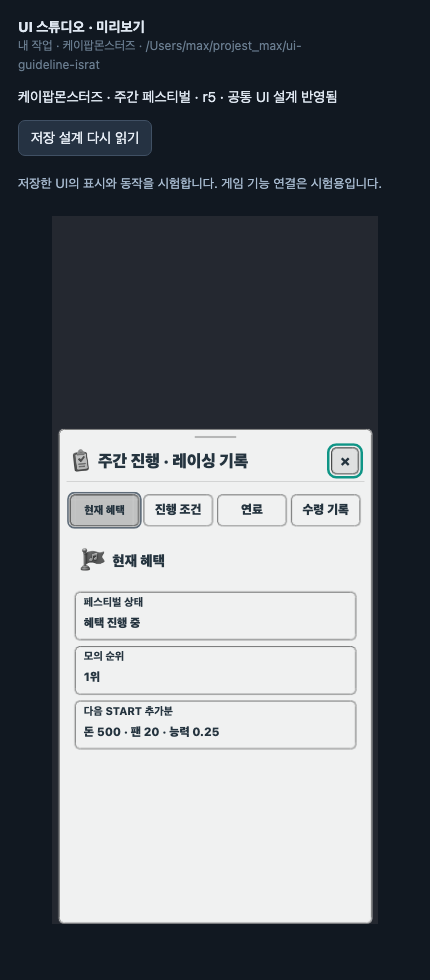 UI 스튜디오 · 미리보기
내 작업 · 케이팝몬스터즈 · /Users/max/projest_max/ui-
guideline-israt
케이팝몬스터즈 · 주간 페스티벌 · r5 · 공통 UI 설계 반영됨
저장 설계 다시 읽기
저장한 UI의 표시와 동작을 시험합니다. 게임 기능 연결은 시험용입니다.
주간 진행 · 레이싱 기록
×
현재 혜택 진행 조건 연료 수령 기록
현재 혜택
페스티벌 상태
혜택 진행 중
모의 순위
1위
다음 START 추가분
돈 500 · 팬 20 · 능력 0.25